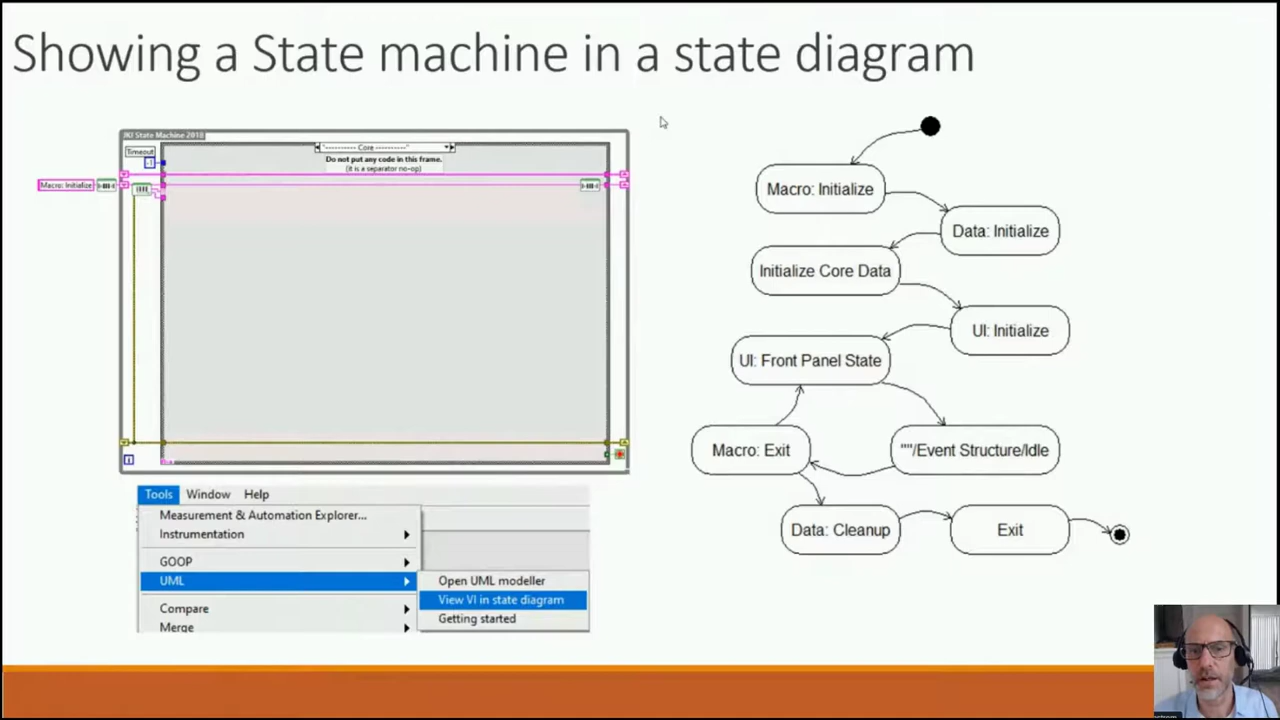 Showing a State machine in a state diagram
JKI State Machine 2018
Timeout
-1
"---------- Core ----------"
Do not put any code in this frame.
(it is a separator no-op)
Macro: Initialize
i
Tools Window Help
Measurement & Automation Explorer...
Instrumentation
GOOP
UML
Compare
Merge
Open UML modeller
View VI in state diagram
Getting started
Macro: Initialize
Data: Initialize
Initialize Core Data
UI: Initialize
UI: Front Panel State
Macro: Exit
""/Event Structure/Idle
Data: Cleanup
Exit